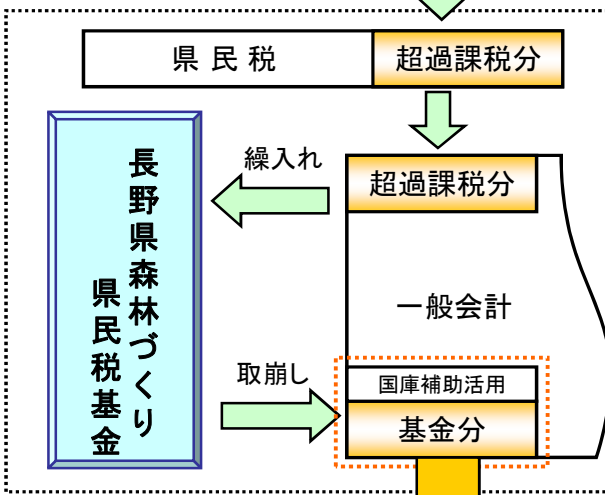 県民税
超過課税分
繰入れ
超過課税分
長野県森林づくり
県民税基金
一般会計
取崩し
国庫補助活用
基金分